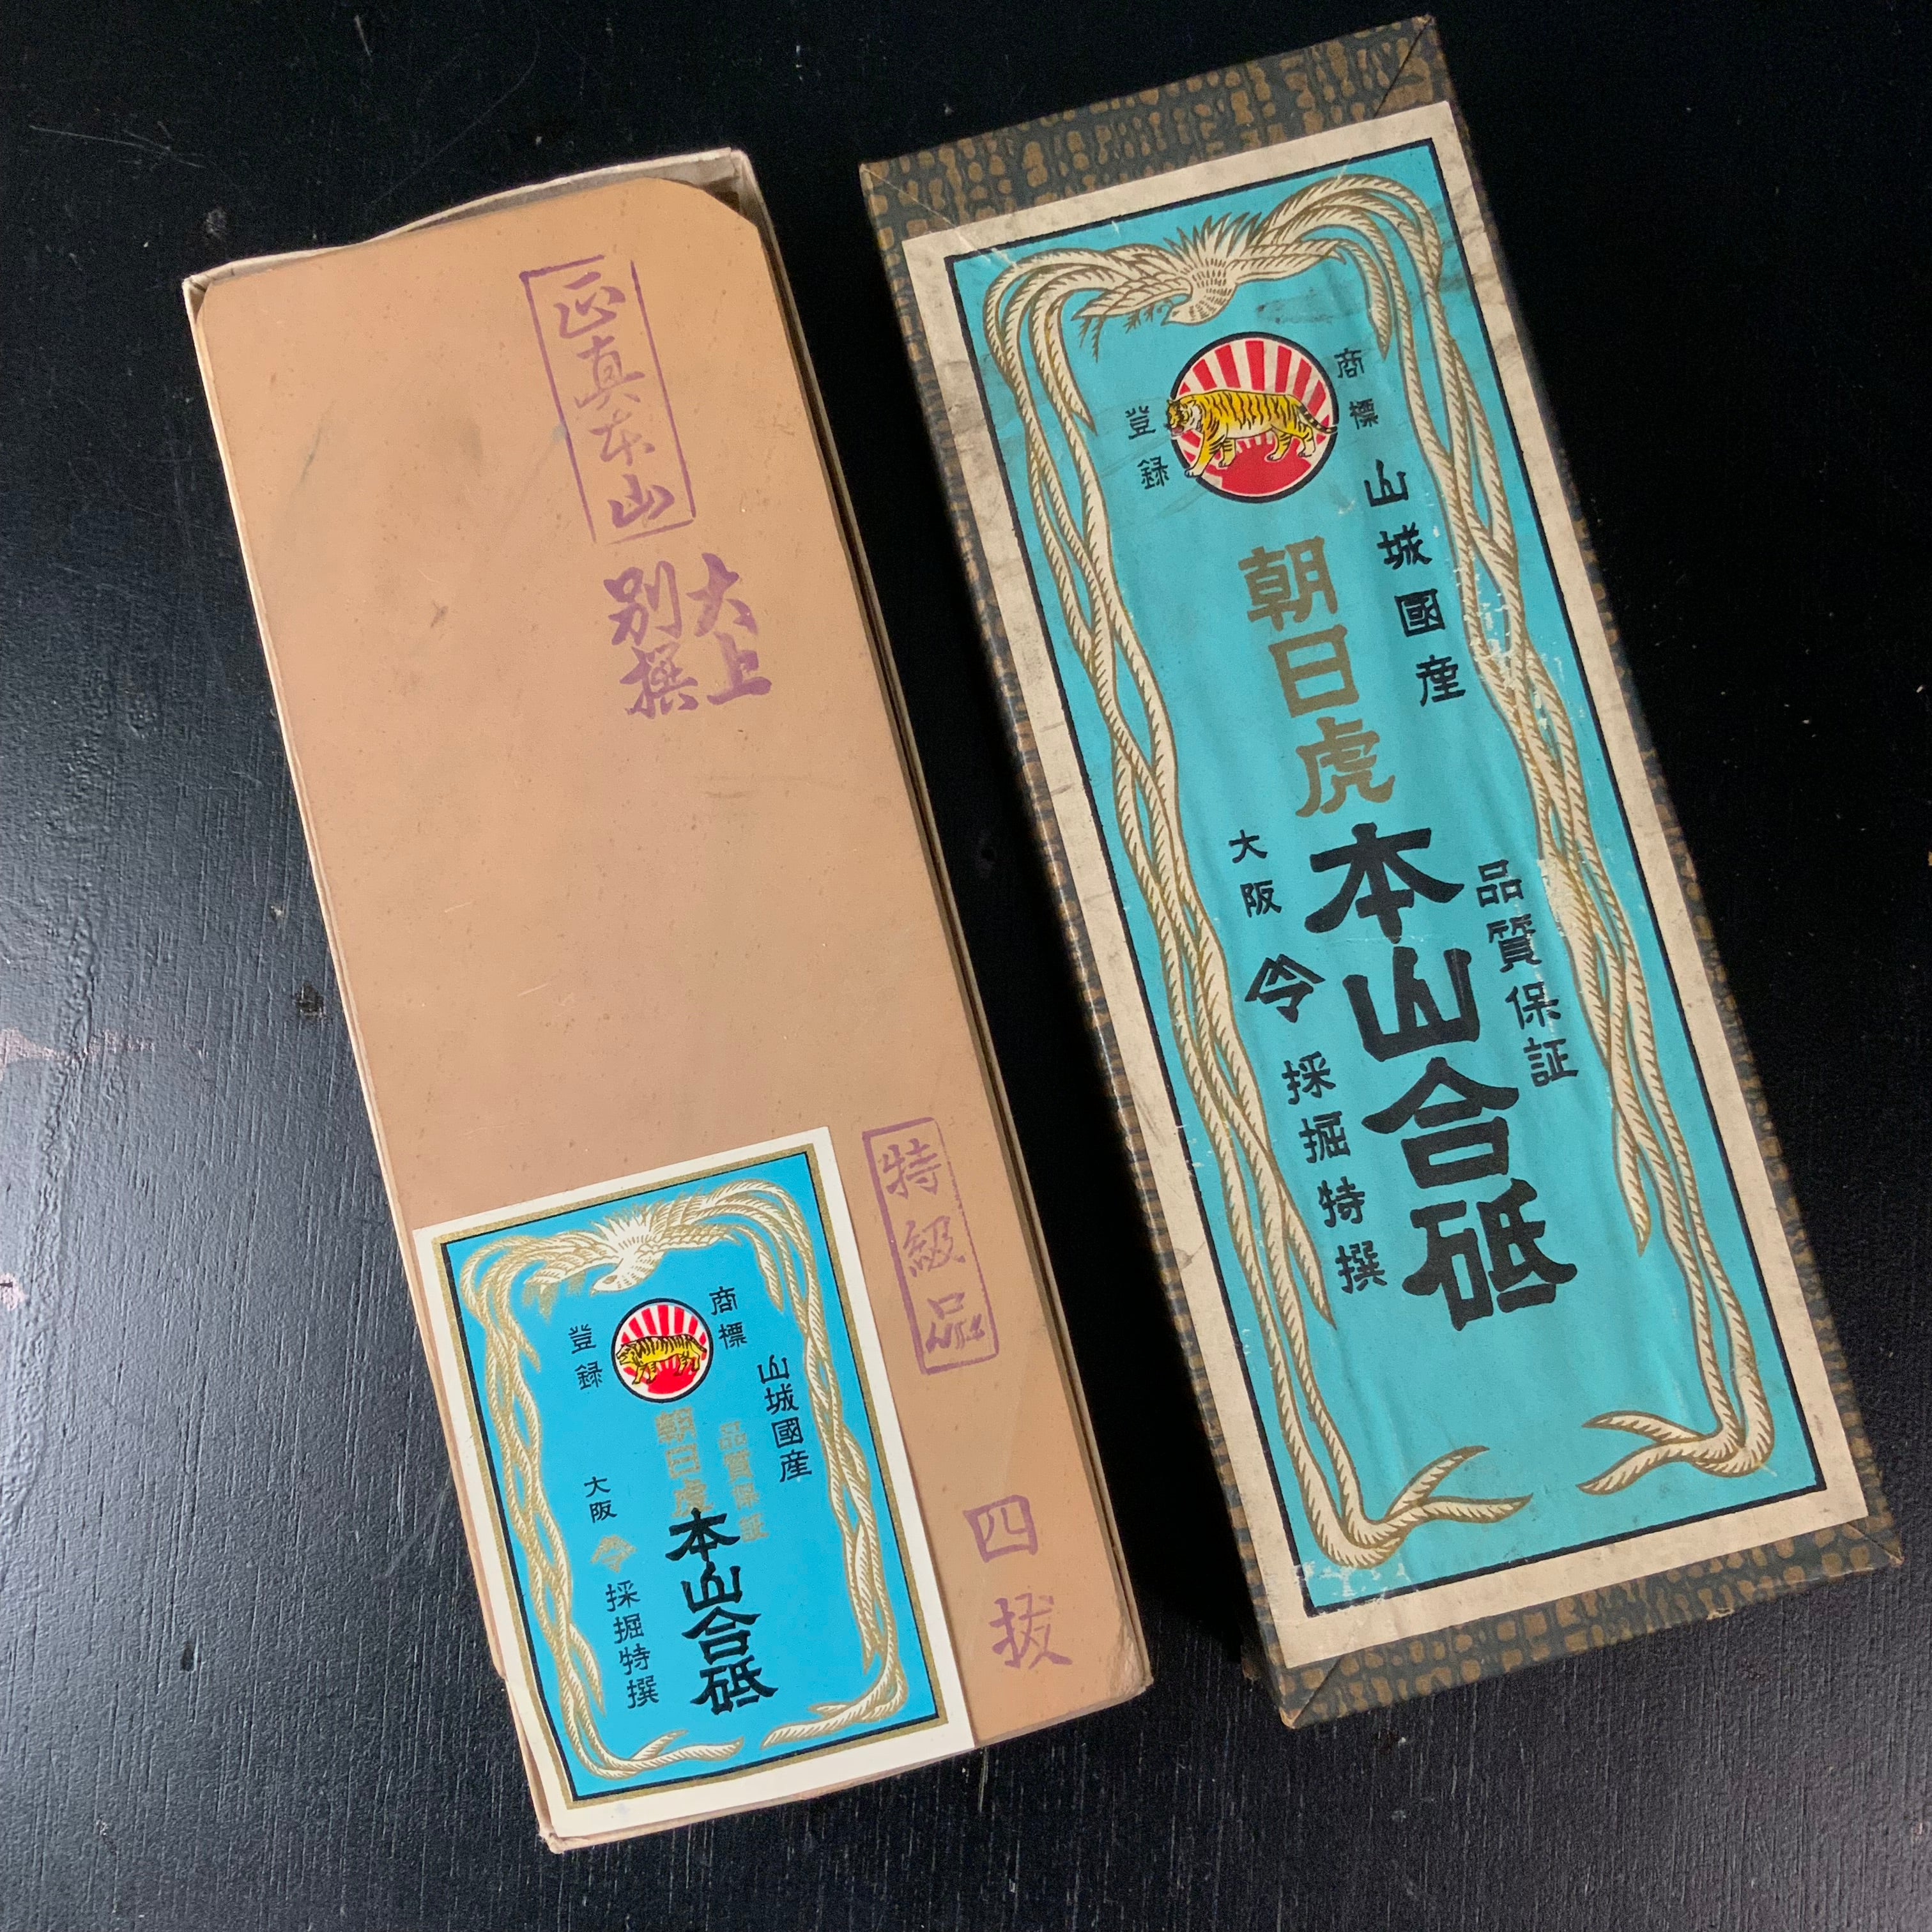 正真本山
大上
別撰
特級品
四拔
商標
登録
山城國産
品質保証
朝日虎
本山合砥
大阪
採掘特撰
商標
登録
山城國産
朝日虎
本山合砥
品質保証
大阪
採掘特撰